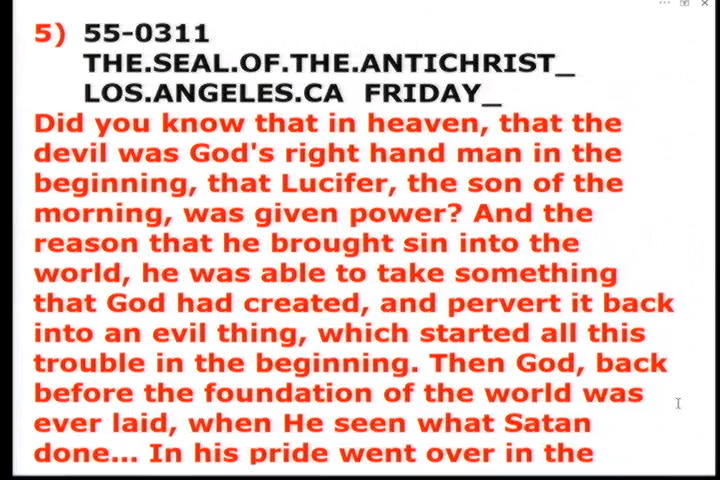 5) 55-0311
THE.SEAL.OF.THE.ANTICHRIST_
LOS.ANGELES.CA FRIDAY_
Did you know that in heaven, that the
devil was God's right hand man in the
beginning, that Lucifer, the son of the
morning, was given power? And the
reason that he brought sin into the
world, he was able to take something
that God had created, and pervert it back
into an evil thing, which started all this
trouble in the beginning. Then God, back
before the foundation of the world was
ever laid, when He seen what Satan
done... In his pride went over in the